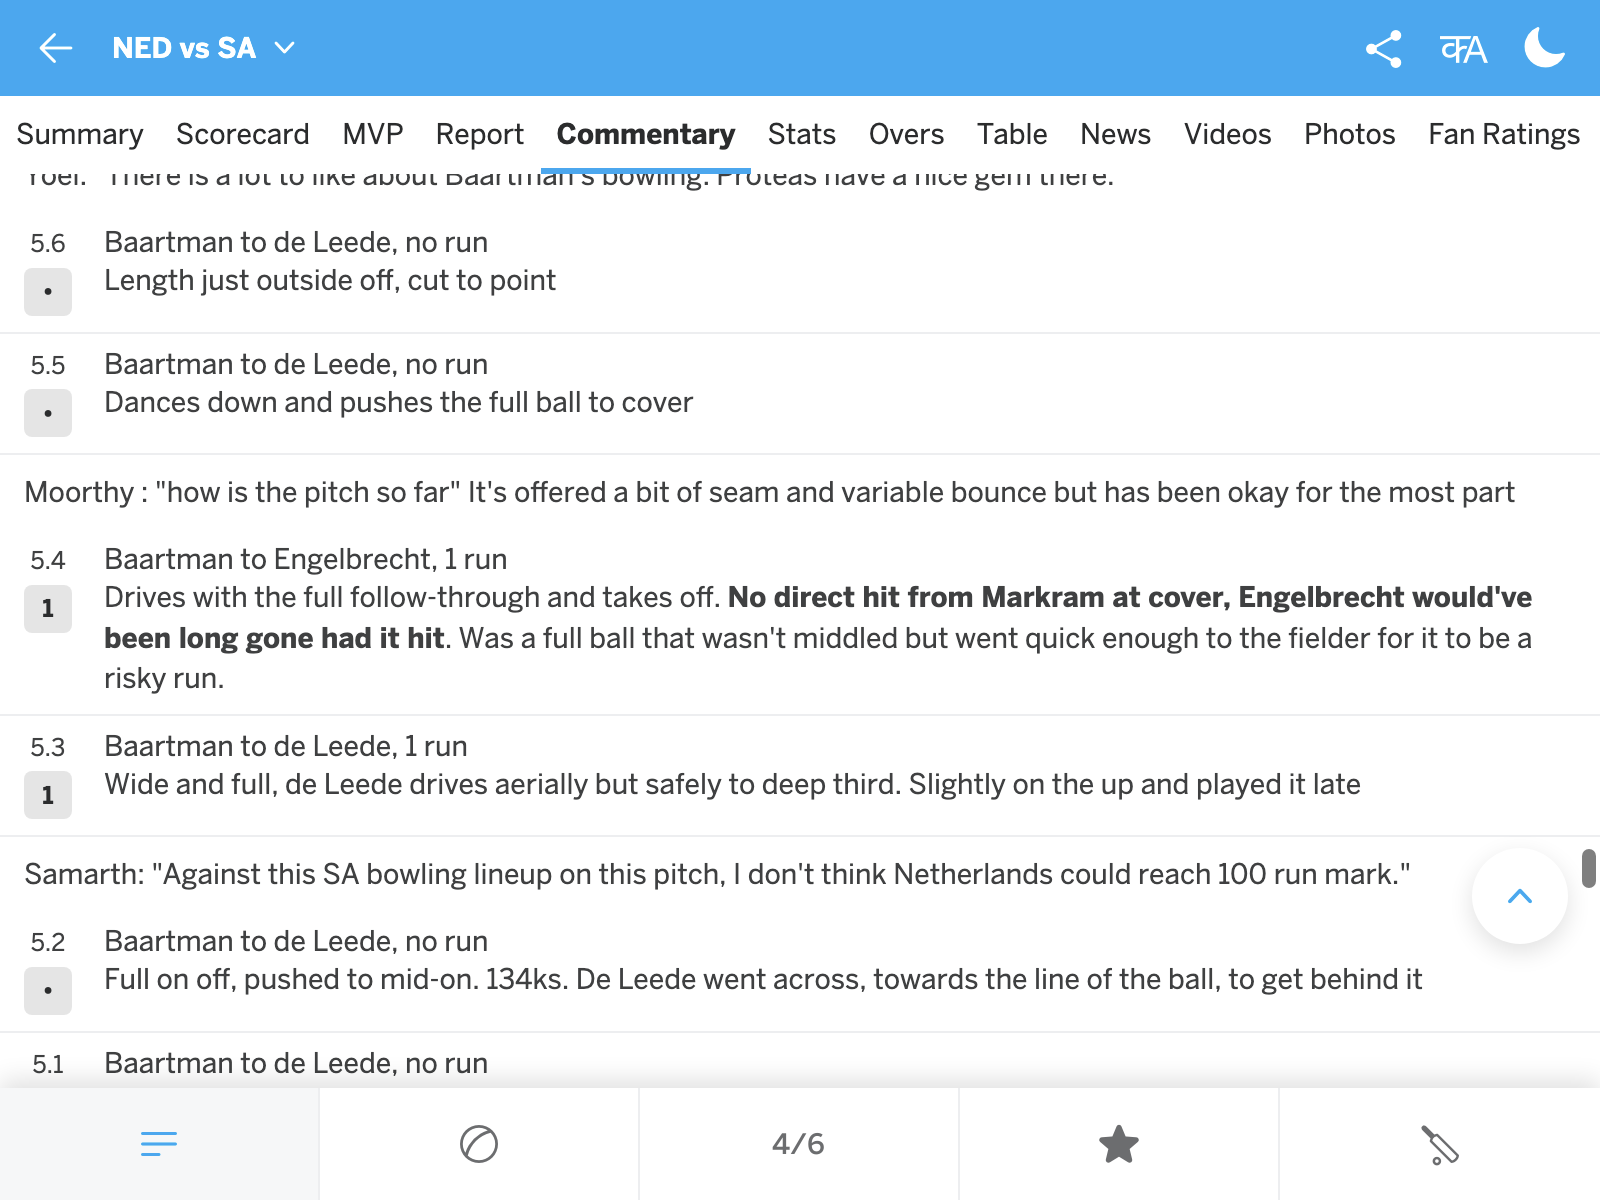 NED vs SA
Summary Scorecard MVP Report Commentary Stats Overs Table News Videos Photos Fan Ratings
Yoel: "There is a lot to like about Baartman's bowling. Proteas have a nice gem there."
5.6 Baartman to de Leede, no run
• Length just outside off, cut to point
5.5 Baartman to de Leede, no run
• Dances down and pushes the full ball to cover
Moorthy : "how is the pitch so far" It's offered a bit of seam and variable bounce but has been okay for the most part
5.4 Baartman to Engelbrecht, 1 run
1 Drives with the full follow-through and takes off. No direct hit from Markram at cover, Engelbrecht would've
been long gone had it hit. Was a full ball that wasn't middled but went quick enough to the fielder for it to be a
risky run.
5.3 Baartman to de Leede, 1 run
1 Wide and full, de Leede drives aerially but safely to deep third. Slightly on the up and played it late
Samarth: "Against this SA bowling lineup on this pitch, I don't think Netherlands could reach 100 run mark."
5.2 Baartman to de Leede, no run
• Full on off, pushed to mid-on. 134ks. De Leede went across, towards the line of the ball, to get behind it
5.1 Baartman to de Leede, no run
4/6